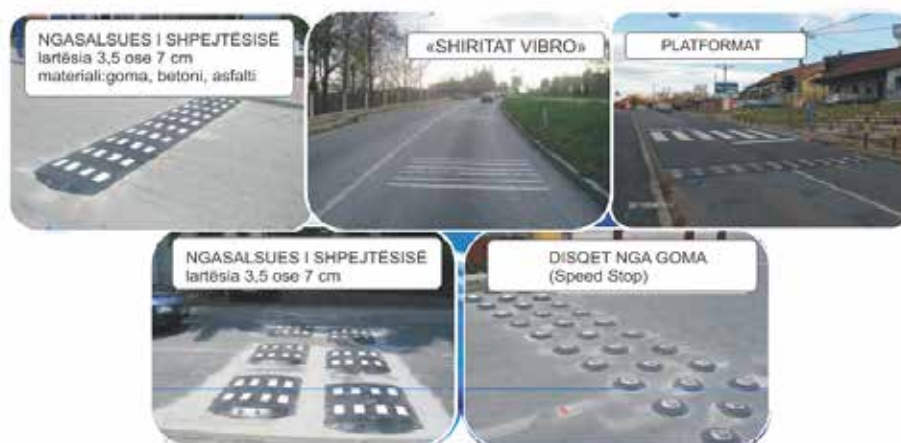 NGASALSUES I SHPEJTËSISË
lartësia 3,5 ose 7 cm
materiali:goma, betoni, asfalti
«SHIRITAT VIBRO»
PLATFORMAT
NGASALSUES I SHPEJTËSISË
lartësia 3,5 ose 7 cm
DISQET NGA GOMA
(Speed Stop)